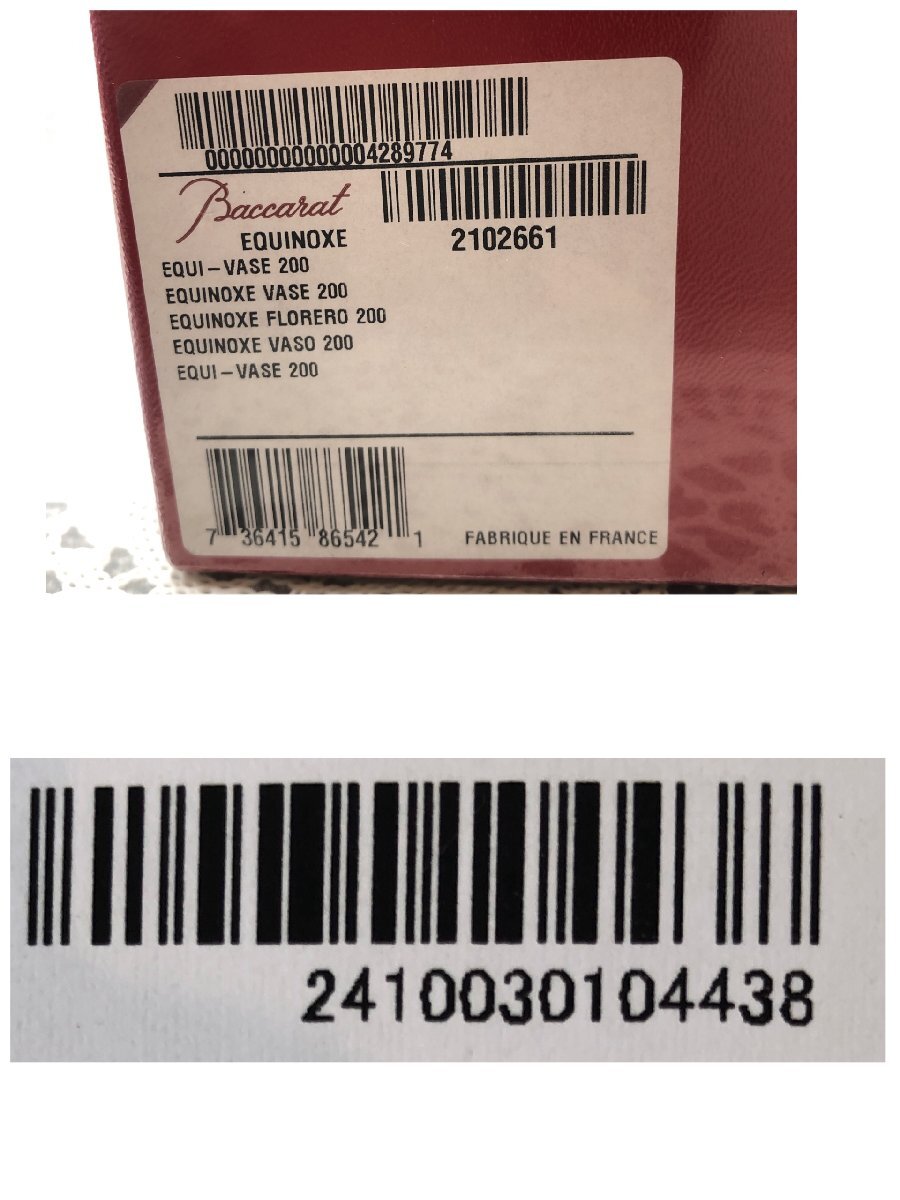 00000000000004289774
Baccarat
2102661
EQUINOXE
EQUI-VASE 200
EQUINOXE VASE 200
EQUINOXE FLORERO 200
EQUINOXE VASO 200
EQUI-VASE 200
7 36415 86542 1
FABRIQUE EN FRANCE
2410030104438